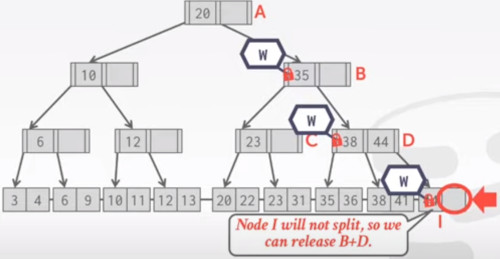 20 A
W
10 35 B
W
6 12 23 C 38 44 D
W
3 4 6 9 10 11 12 13 20 22 23 31 35 36 38 41
I
Node I will not split, so we
can release B+D.